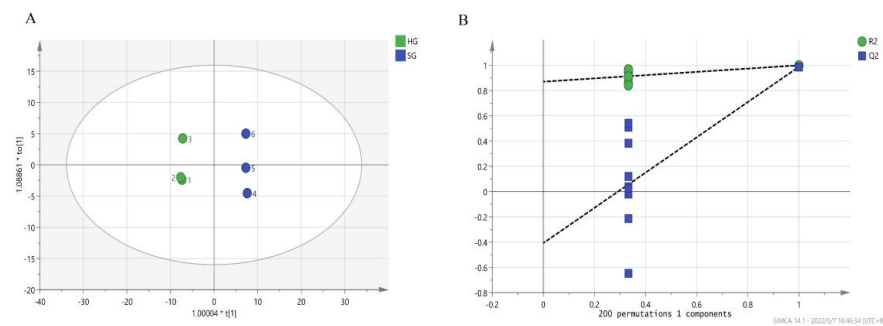 A
HG
SG
15
10
5
0
-5
-10
-15
-20
1.08861 * to[1]
3
2
1
6
5
4
-40 -30 -20 -10 0 10 20 30
1.00004 * t[1]
B
R2
Q2
1.2
1
0.8
0.6
0.4
0.2
0
-0.2
-0.4
-0.6
-0.8
0 0.2 0.4 0.6 0.8 1
200 permutations 1 components
SIMCA 14.1 - 2022/5/7 16:46:34 (UTC+8